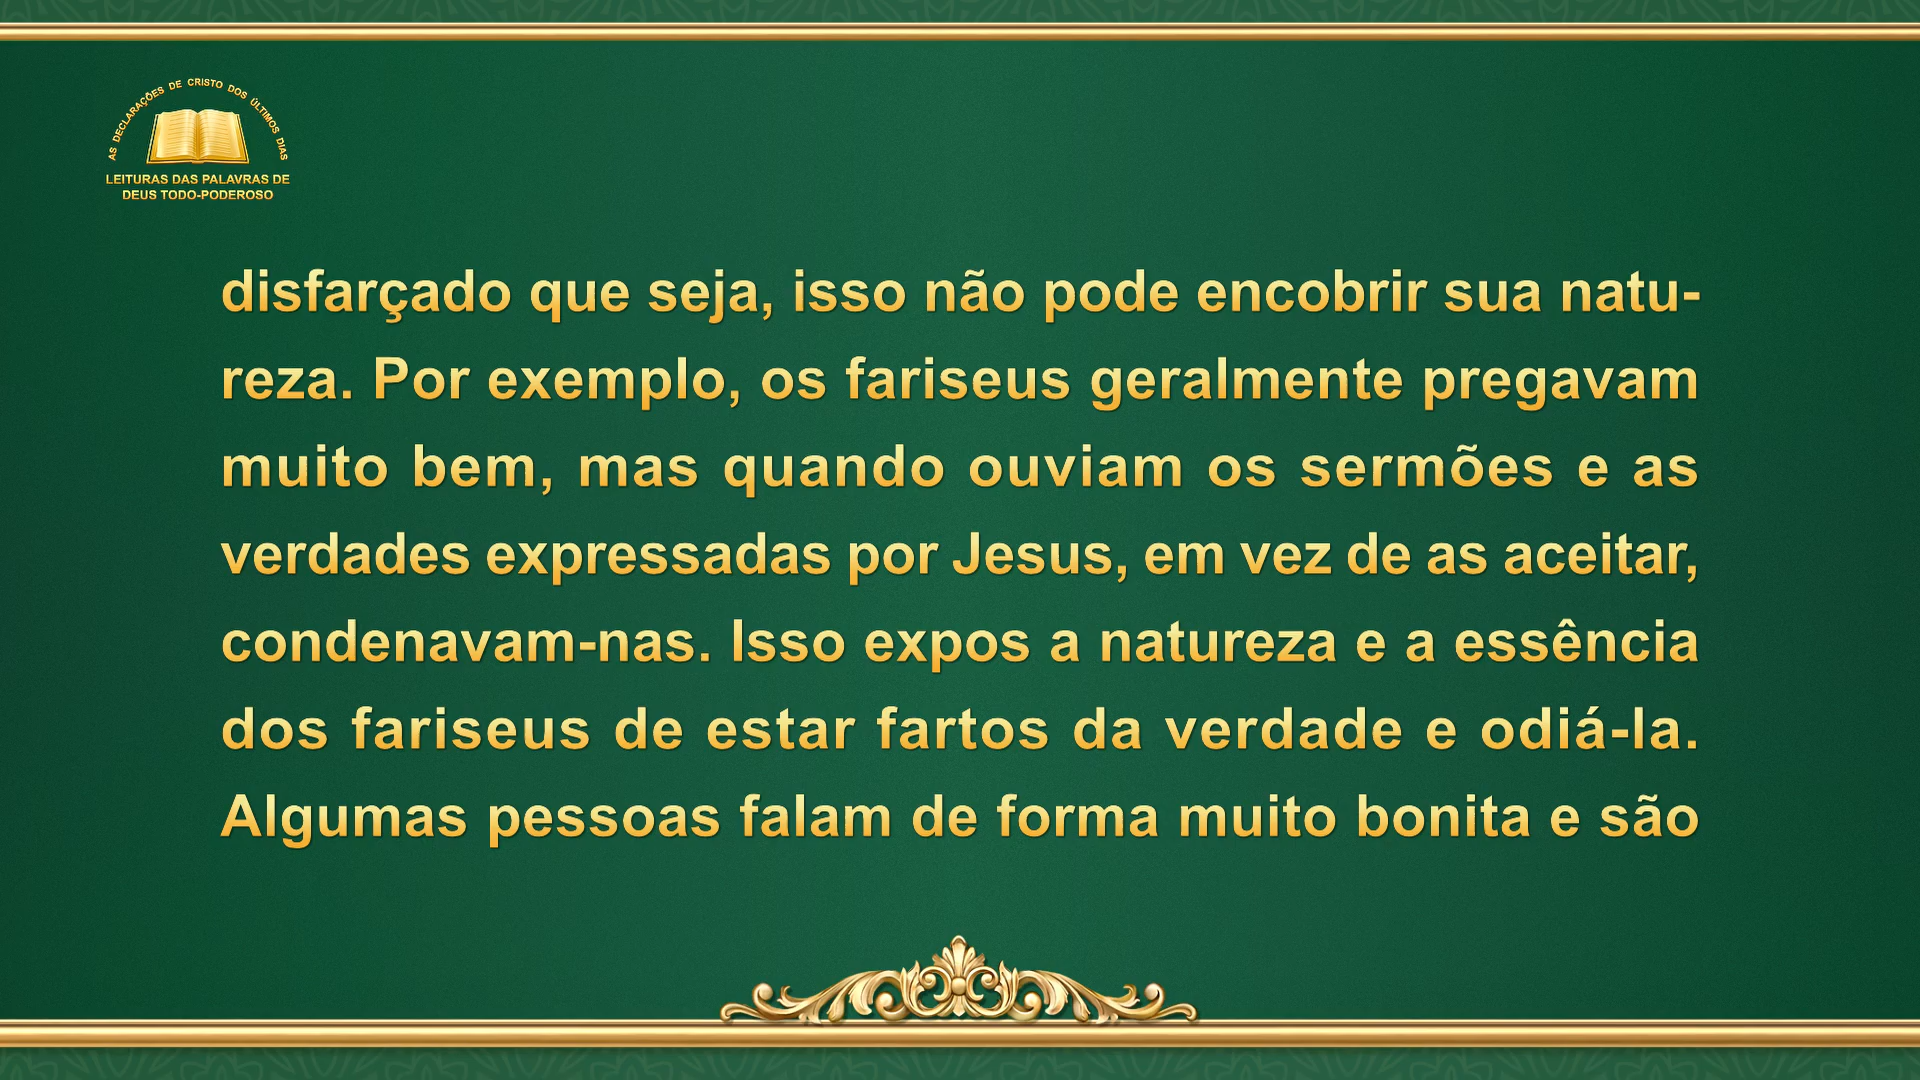 AS DECLARAÇÕES DE CRISTO DOS ÚLTIMOS DIAS
LEITURAS DAS PALAVRAS DE
DEUS TODO-PODEROSO
disfarçado que seja, isso não pode encobrir sua natu-
reza. Por exemplo, os fariseus geralmente pregavam
muito bem, mas quando ouviam os sermões e as
verdades expressadas por Jesus, em vez de as aceitar,
condenavam-nas. Isso expos a natureza e a essência
dos fariseus de estar fartos da verdade e odiá-la.
Algumas pessoas falam de forma muito bonita e são